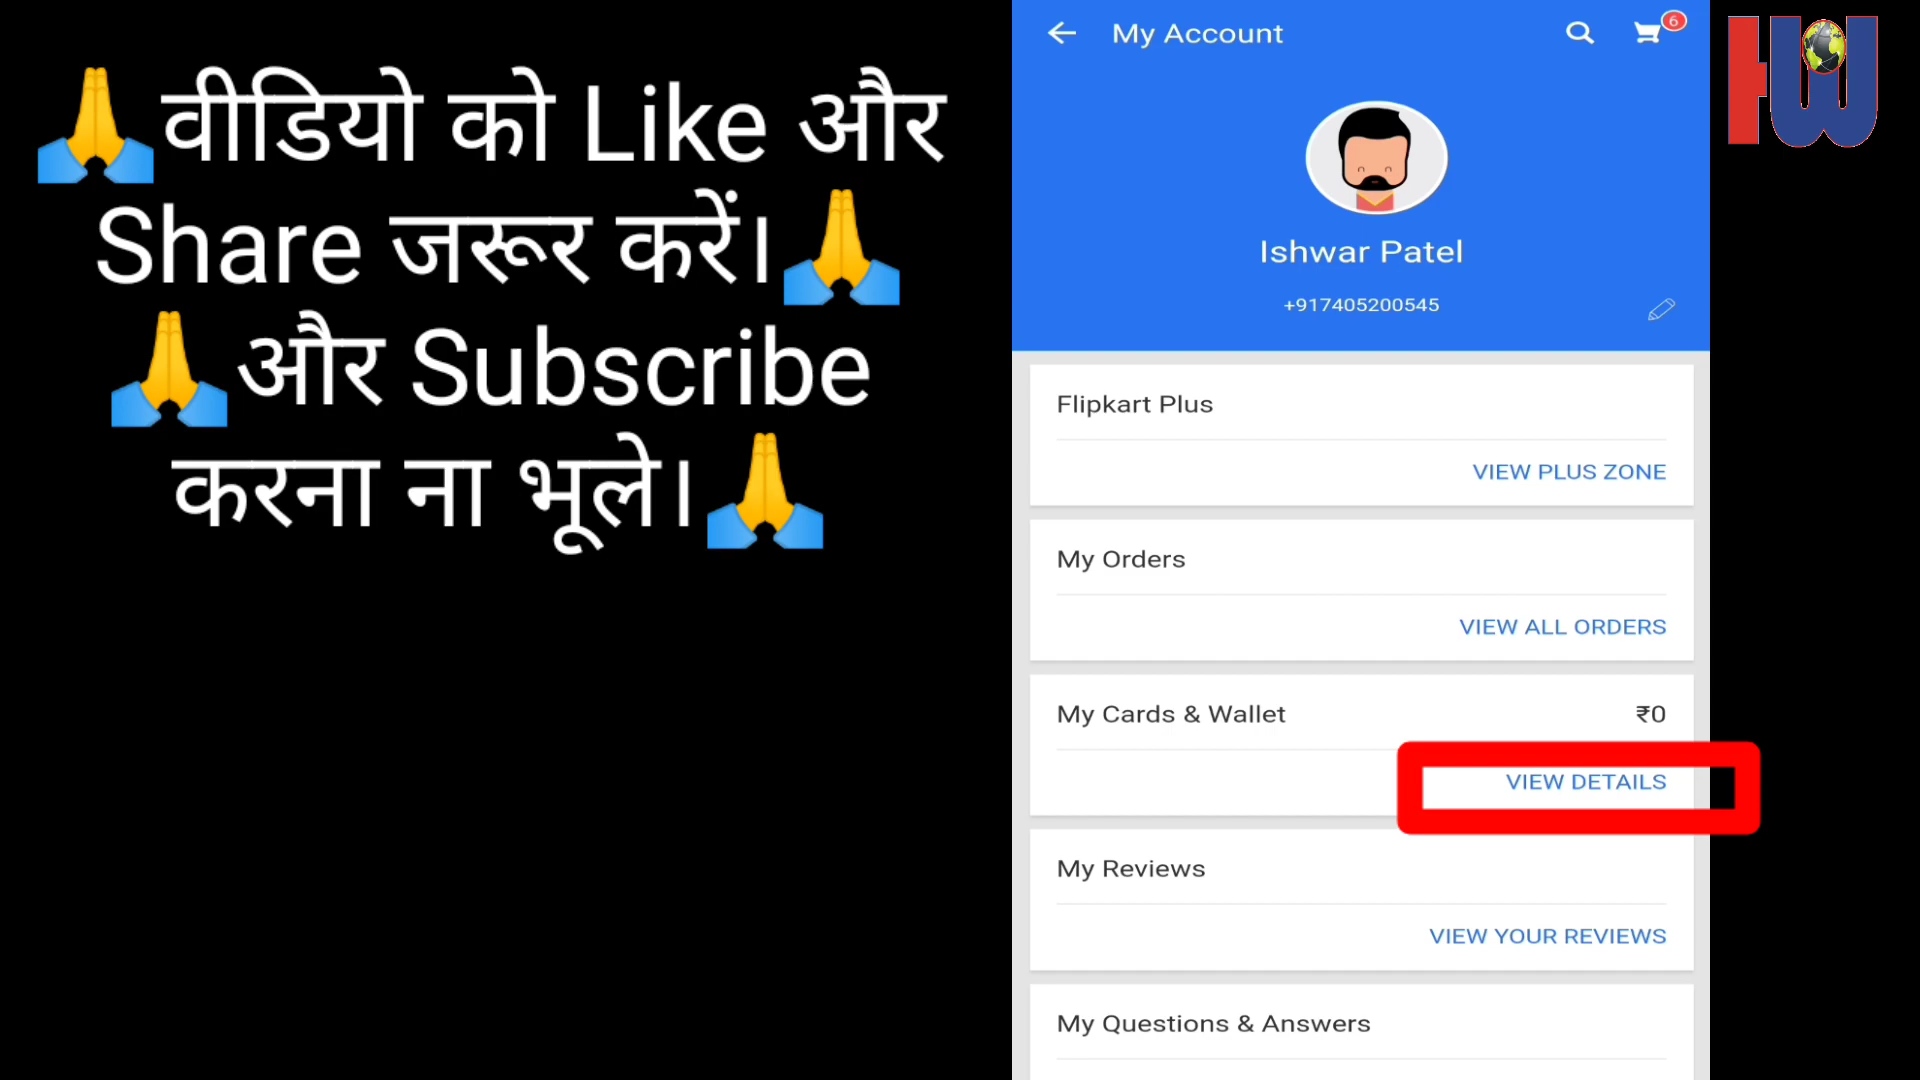 🙏वीडियो को Like और
Share जरूर करें।🙏
🙏और Subscribe
करना ना भूले।🙏
My Account
6
Ishwar Patel
+917405200545
Flipkart Plus
VIEW PLUS ZONE
My Orders
VIEW ALL ORDERS
My Cards & Wallet ₹0
VIEW DETAILS
My Reviews
VIEW YOUR REVIEWS
My Questions & Answers
HW